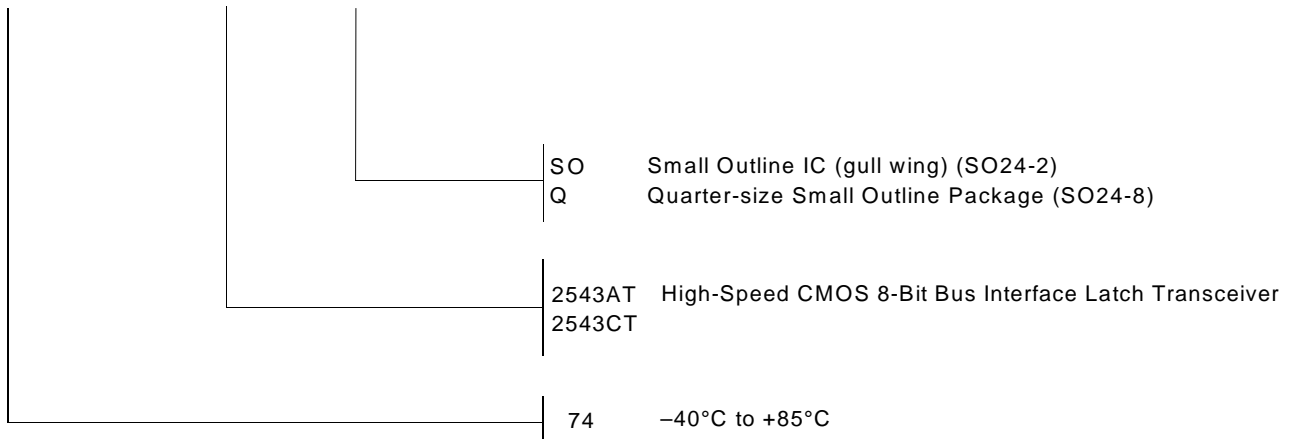 SO Small Outline IC (gull wing) (SO24-2)
Q Quarter-size Small Outline Package (SO24-8)
2543AT High-Speed CMOS 8-Bit Bus Interface Latch Transceiver
2543CT
74 –40°C to +85°C